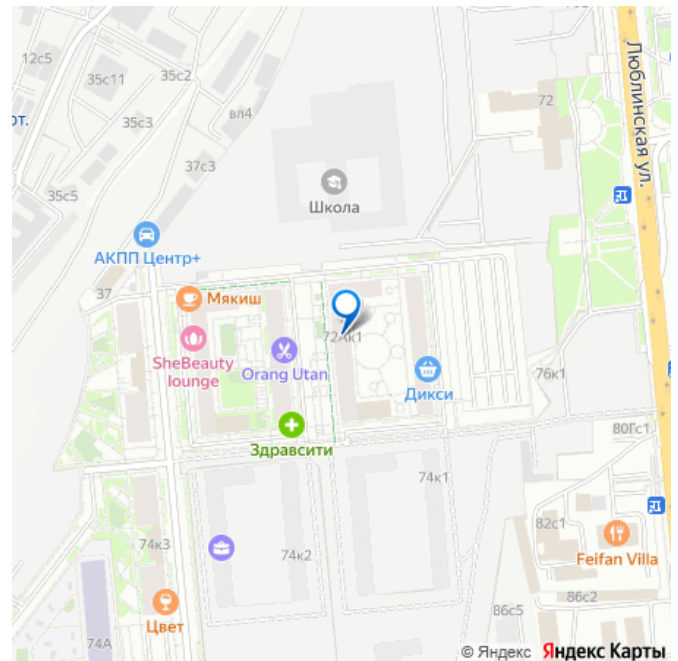 12с5
35с11
35с2
72
Люблинская ул.
от.
35с3
вл4
37с3
35с5
Школа
АКПП Центр+
37
Мякиш
72Ак1
SheBeauty
lounge
Orang Utan
Дикси
76к1
Здравсити
80Гс1
74к1
82с1
74к3
74к2
Feifan Villa
86с2
86с5
Цвет
74А
© Яндекс Яндекс Карты